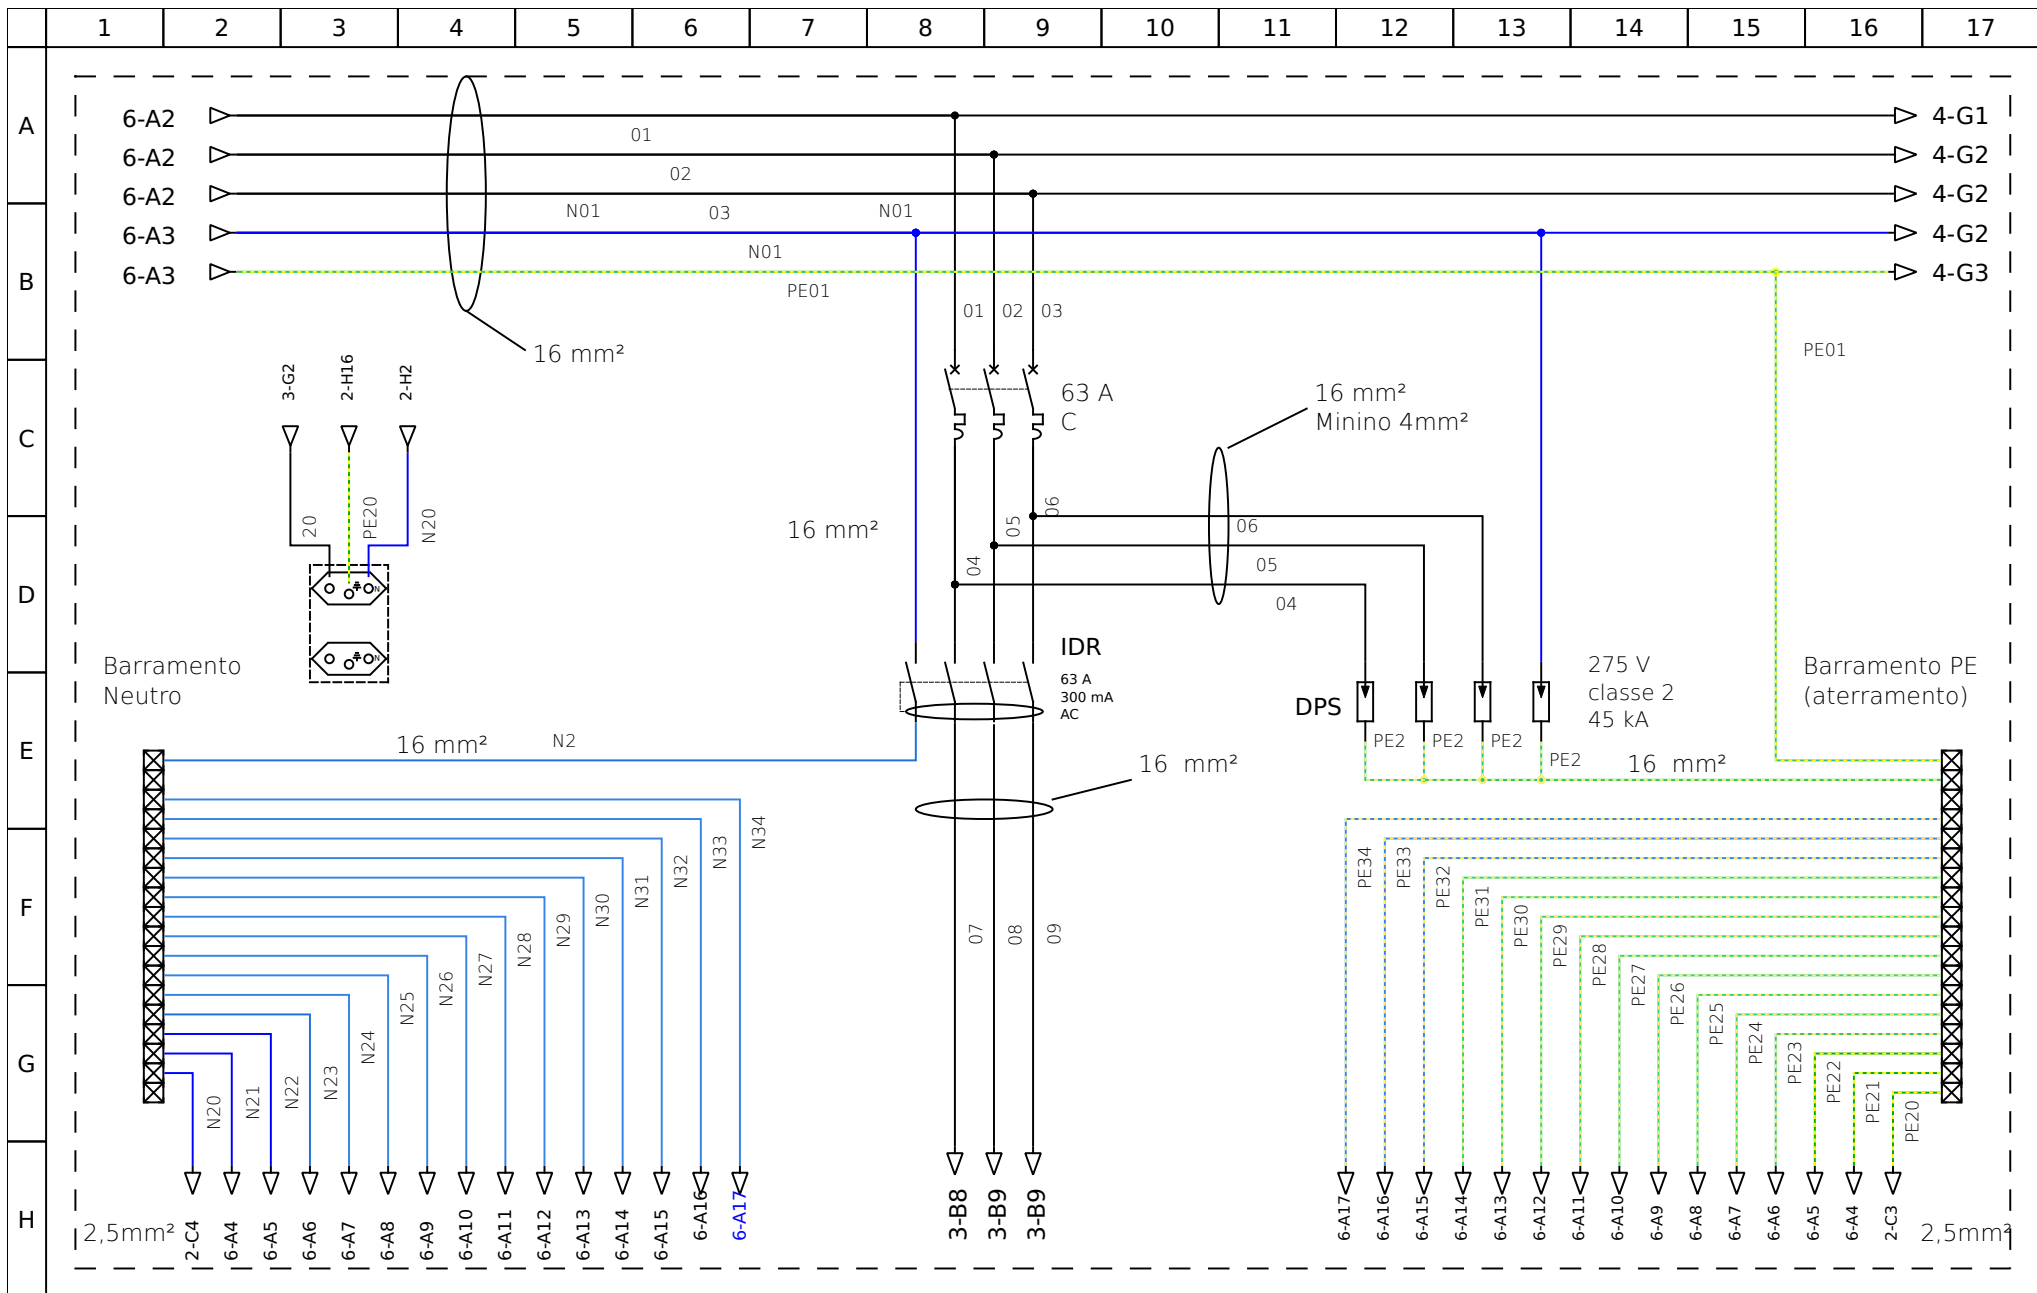 1 2 3 4 5 6 7 8 9 10 11 12 13 14 15 16 17
A
6-A2
4-G1
01
6-A2
4-G2
02
6-A2
4-G2
N01 03 N01
6-A3
4-G2
N01
B
6-A3
4-G3
PE01
01 02 03
16 mm²
PE01
3-G2
2-H16
2-H2
63 A
C
16 mm²
Minino 4mm²
C
20
PE20
N20
16 mm²
04
05
06
06
05
04
D
IDR
63 A
300 mA
AC
Barramento
Neutro
N
N
DPS
275 V
classe 2
45 kA
Barramento PE
(aterramento)
E
16 mm²
N2
PE2
PE2
PE2
PE2
16 mm²
16 mm²
F
N34
N33
N32
N31
N30
N29
N28
N27
N26
N25
N24
N23
N22
N21
N20
07
08
09
PE34
PE33
PE32
PE31
PE30
PE29
PE28
PE27
PE26
PE25
PE24
PE23
PE22
PE21
PE20
G
H
2,5mm²
2-C4
6-A4
6-A5
6-A6
6-A7
6-A8
6-A9
6-A10
6-A11
6-A12
6-A13
6-A14
6-A15
6-A16
6-A17
3-B8
3-B9
3-B9
6-A17
6-A16
6-A15
6-A14
6-A13
6-A12
6-A11
6-A10
6-A9
6-A8
6-A7
6-A6
6-A5
6-A4
2-C3
2,5mm²